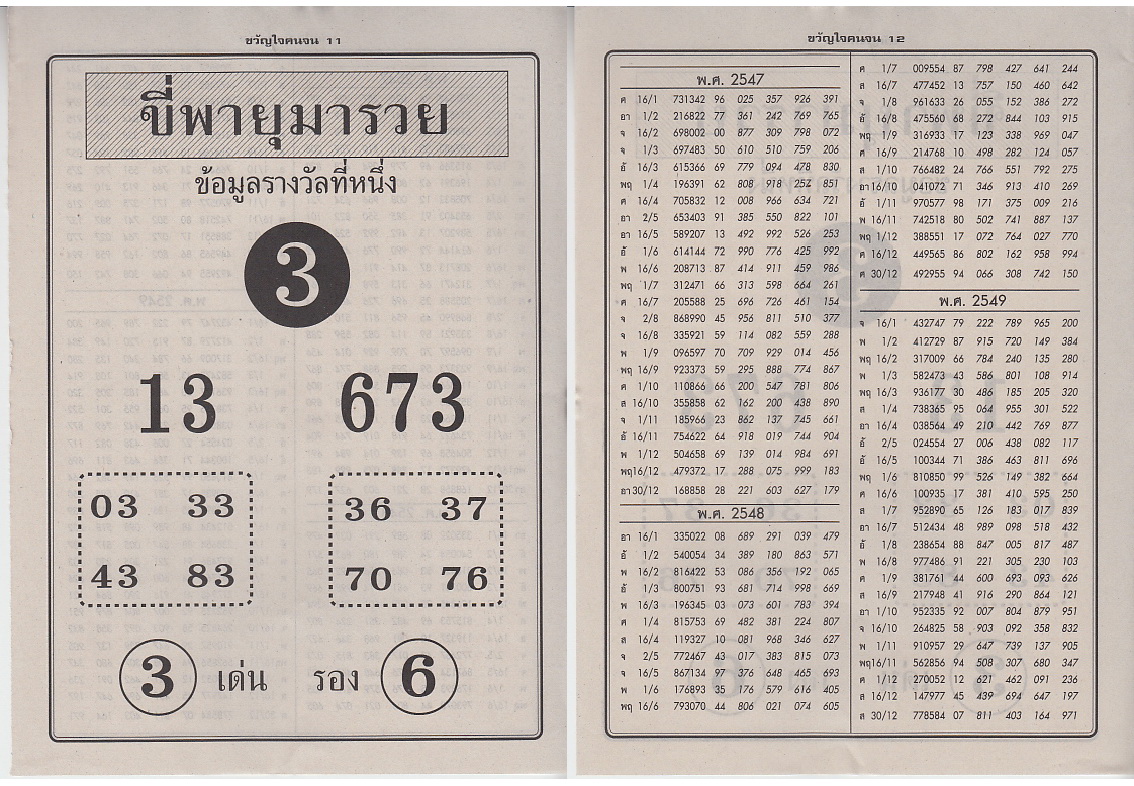 ขวัญใจคนจน 11
ขี่พายุมารวย
ข้อมูลรางวัลที่หนึ่ง
3
13 673
03 33
43 83
36 37
70 76
3 เด่น รอง 6
ขวัญใจคนจน 12
พ.ศ. 2547
ศ 16/1 731342 96 025 357 926 391
อา 1/2 216822 77 361 242 769 765
จ 16/2 698002 00 877 309 798 072
จ 1/3 697483 50 610 510 759 206
อั 16/3 615366 69 779 094 478 830
พฤ 1/4 196391 62 808 918 252 851
ศ 16/4 705832 12 008 966 634 721
อา 2/5 653403 91 385 550 822 101
อา 16/5 589207 13 492 992 526 253
อั 1/6 614144 72 990 776 425 992
พ 16/6 208713 87 414 911 459 986
พฤ 1/7 312471 66 313 598 664 261
ศ 16/7 205588 25 696 726 461 154
จ 2/8 868990 45 956 811 510 377
จ 16/8 335921 59 114 082 559 288
พ 1/9 096597 70 709 929 014 456
พฤ 16/9 923373 59 295 888 774 867
ศ 1/10 110866 66 200 547 781 806
ส 16/10 355858 62 162 200 438 890
จ 1/11 185966 23 862 137 745 661
อั 16/11 754622 64 918 019 744 904
พ 1/12 504658 69 139 014 984 691
พฤ16/12 479372 17 288 075 999 183
อา 30/12 168858 28 221 603 627 179
พ.ศ. 2548
อา 16/1 335022 08 689 291 039 479
อั 1/2 540054 34 389 180 863 571
พ 16/2 816422 53 086 356 192 065
อั 1/3 800751 93 681 714 998 669
พ 16/3 196345 03 073 601 783 394
ศ 1/4 815753 69 482 381 224 807
ส 16/4 119327 10 081 968 346 627
จ 2/5 772467 43 017 383 815 073
จ 16/5 867134 97 376 648 465 693
พ 1/6 176893 35 176 579 616 405
พฤ 16/6 793070 44 806 021 074 605
ศ 1/7 009554 87 798 427 641 244
ส 16/7 477452 13 757 150 460 642
จ 1/8 961633 26 055 152 386 272
อั 16/8 475560 68 272 844 103 915
พฤ 1/9 316933 17 123 338 969 047
ศ 16/9 214768 10 498 282 124 057
ส 1/10 766482 24 766 551 792 275
อา16/10 041072 71 346 913 410 269
อั 1/11 970577 98 171 375 009 216
พ 16/11 742518 80 502 741 887 137
พฤ 1/12 388551 17 072 764 027 770
ศ 16/12 449565 86 802 162 958 994
ศ 30/12 492955 94 066 308 742 150
พ.ศ. 2549
จ 16/1 432747 79 222 789 965 200
พ 1/2 412729 87 915 720 149 384
พฤ 16/2 317009 66 784 240 135 280
พ 1/3 582473 43 586 801 108 914
พฤ 16/3 936177 30 486 185 205 320
ส 1/4 738365 95 064 955 301 522
อา 16/4 038564 49 210 442 769 877
อั 2/5 024554 27 006 438 082 117
อั 16/5 100344 71 386 463 811 696
พฤ 1/6 810850 99 526 149 382 664
ศ 16/6 100935 17 381 410 595 250
ส 1/7 952890 65 126 183 017 839
อา 16/7 512434 48 989 098 518 432
อั 1/8 238654 88 847 005 817 487
พ 16/8 977486 91 221 305 230 103
ศ 1/9 381761 44 600 693 093 626
ส 16/9 217948 41 916 290 864 121
อา 1/10 952335 92 007 804 879 951
จ 16/10 264825 58 903 092 358 832
พ 1/11 910957 29 647 739 137 905
พฤ16/11 562856 94 508 307 680 347
ศ 1/12 270052 12 621 462 091 236
ส 16/12 147977 45 439 694 647 197
ส 30/12 778584 07 811 403 164 971